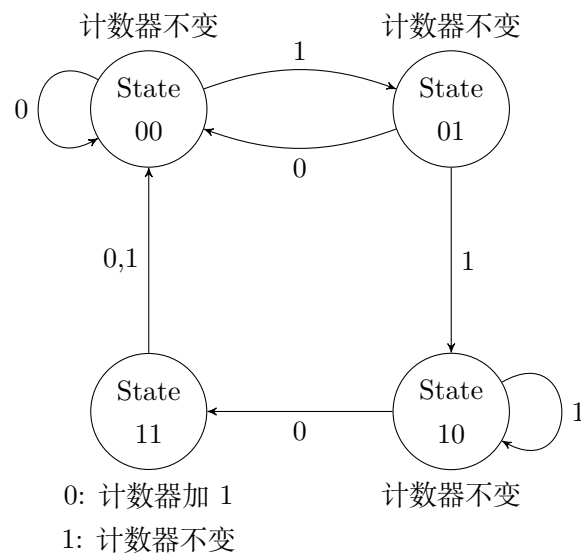 计数器不变 计数器不变
1
State State
0 00 01
0
0,1 1
State State
11 10 1
0
0: 计数器加 1 计数器不变
1: 计数器不变